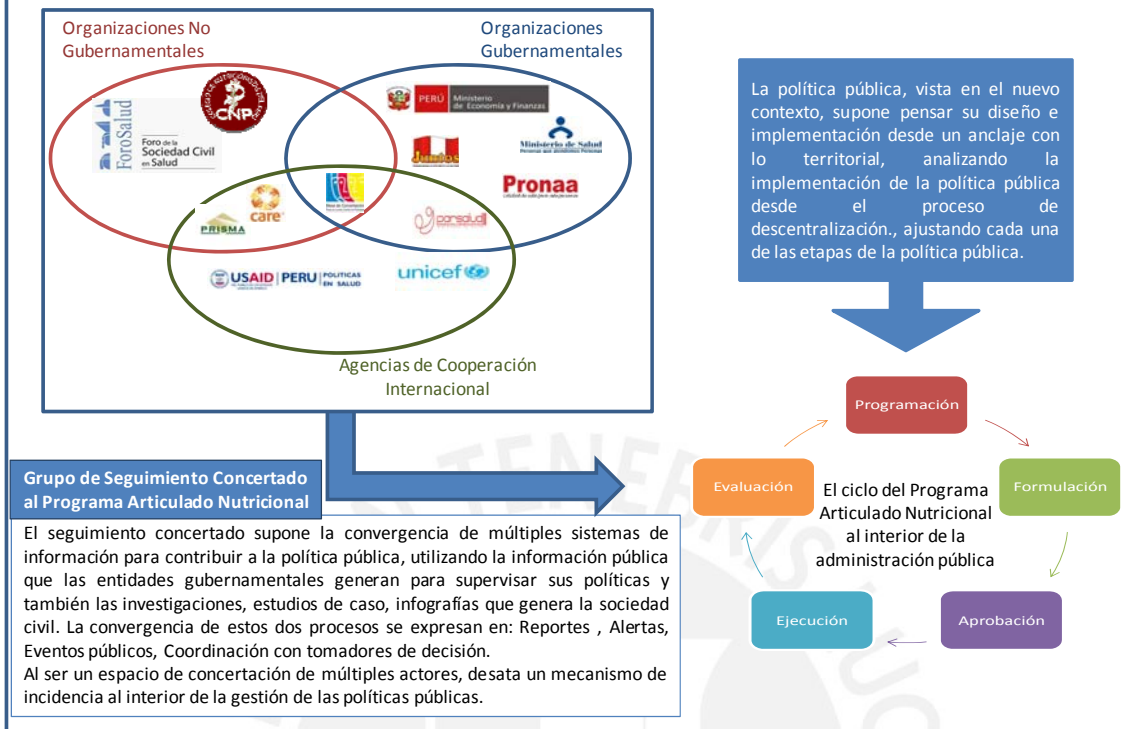 Organizaciones No
Gubernamentales
Organizaciones
Gubernamentales
CNP
ForoSalud
Foro de la
Sociedad Civil
en Salud
PERÚ Ministerio
de Economía y Finanzas
Juntos
Ministerio de Salud
Personas que atendemos Personas
Pronaa
care
PRISMA
parsalud
USAID PERU POLITICAS
EN SALUD
unicef
Agencias de Cooperación
Internacional
La política pública, vista en el nuevo
contexto, supone pensar su diseño e
implementación desde un anclaje con
lo territorial, analizando la
implementación de la política pública
desde el proceso de
descentralización., ajustando cada una
de las etapas de la política pública.
Grupo de Seguimiento Concertado
al Programa Articulado Nutricional
El seguimiento concertado supone la convergencia de múltiples sistemas de
información para contribuir a la política pública, utilizando la información pública
que las entidades gubernamentales generan para supervisar sus políticas y
también las investigaciones, estudios de caso, infografías que genera la sociedad
civil. La convergencia de estos dos procesos se expresan en: Reportes , Alertas,
Eventos públicos, Coordinación con tomadores de decisión.
Al ser un espacio de concertación de múltiples actores, desata un mecanismo de
incidencia al interior de la gestión de las políticas públicas.
Programación
Evaluación
Formulación
El ciclo del Programa
Articulado Nutricional
al interior de la
administración pública
Ejecución
Aprobación
TENEBRIS